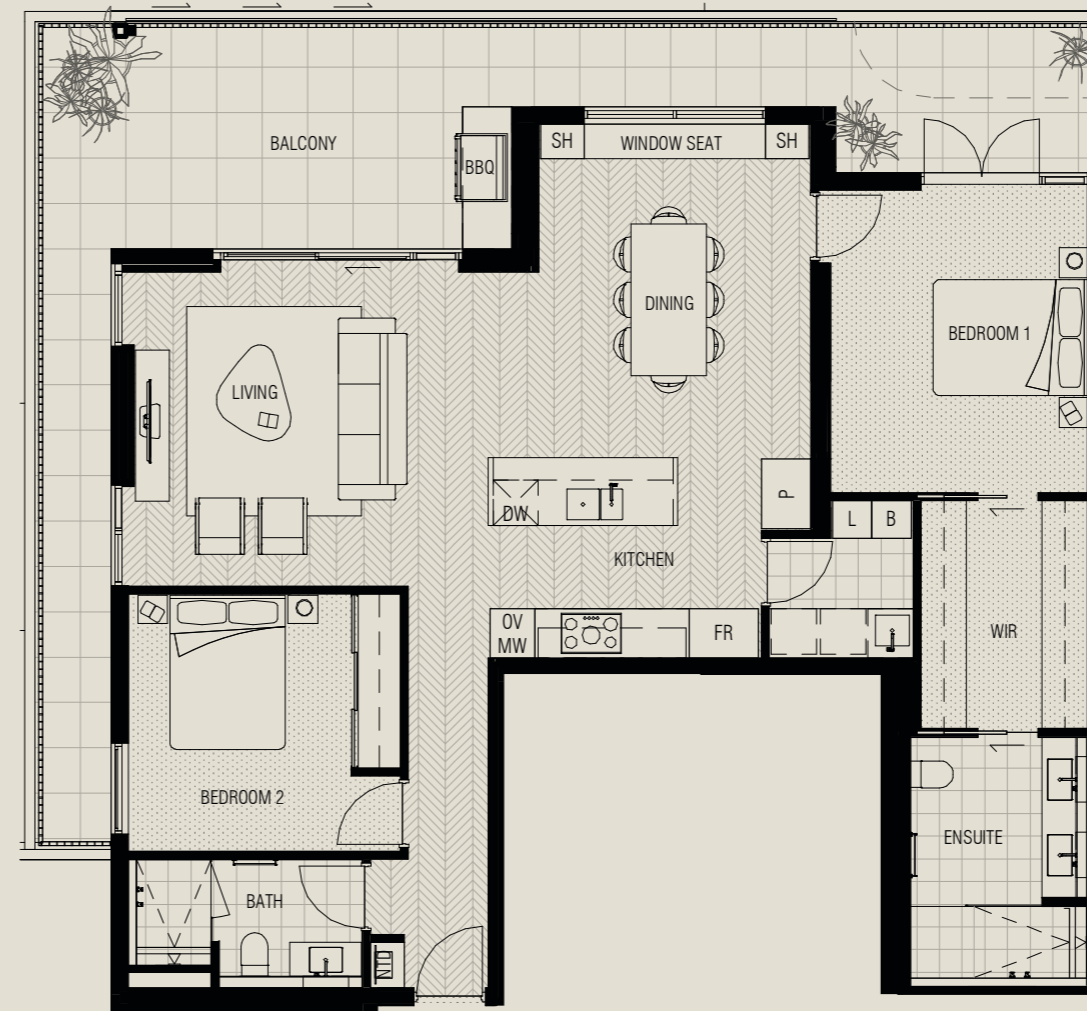 BALCONY
SH
WINDOW SEAT
SH
BBQ
DINING
BEDROOM 1
LIVING
P
DW
L
B
KITCHEN
OV
MW
FR
WIR
BEDROOM 2
ENSUITE
BATH
NTD